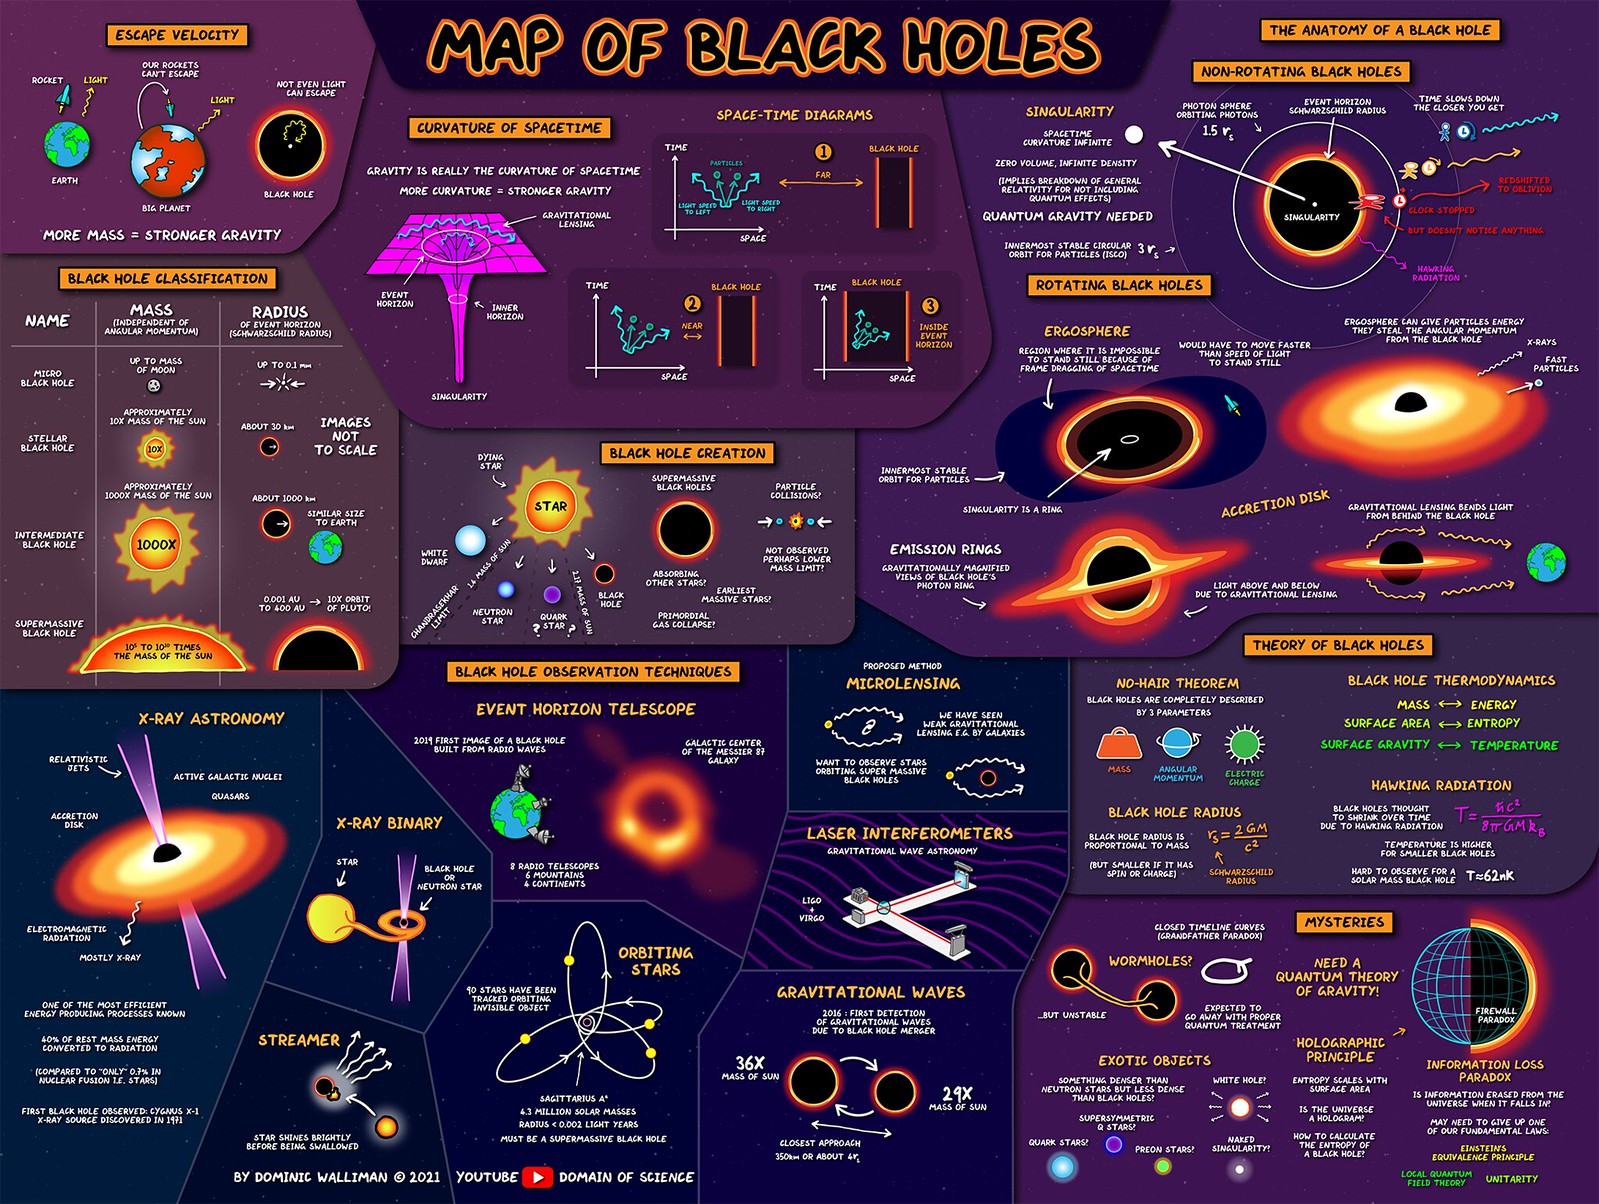 MAP OF BLACK HOLES
ESCAPE VELOCITY
ROCKET
LIGHT
OUR ROCKETS
CAN'T ESCAPE
LIGHT
NOT EVEN LIGHT
CAN ESCAPE
EARTH
BIG PLANET
BLACK HOLE
MORE MASS = STRONGER GRAVITY
BLACK HOLE CLASSIFICATION
NAME
MASS
(INDEPENDENT OF
ANGULAR MOMENTUM)
RADIUS
OF EVENT HORIZON
(SCHWARZSCHILD RADIUS)
MICRO
BLACK HOLE
UP TO MASS
OF MOON
UP TO 0.1 mm
STELLAR
BLACK HOLE
APPROXIMATELY
10X MASS OF THE SUN
10X
ABOUT 30 km
IMAGES
NOT
TO SCALE
INTERMEDIATE
BLACK HOLE
APPROXIMATELY
1000X MASS OF THE SUN
1000X
ABOUT 1000 km
SIMILAR SIZE
TO EARTH
SUPERMASSIVE
BLACK HOLE
10⁵ TO 10¹⁰ TIMES
THE MASS OF THE SUN
0.001 AU
TO 400 AU → 10X ORBIT
OF PLUTO!
CURVATURE OF SPACETIME
GRAVITY IS REALLY THE CURVATURE OF SPACETIME
MORE CURVATURE = STRONGER GRAVITY
GRAVITATIONAL
LENSING
EVENT
HORIZON
INNER
HORIZON
SINGULARITY
SPACE-TIME DIAGRAMS
TIME
PARTICLES
LIGHT SPEED
TO LEFT
LIGHT SPEED
TO RIGHT
SPACE
1
FAR
BLACK HOLE
TIME
SPACE
2
NEAR
BLACK HOLE
TIME
BLACK HOLE
SPACE
3
INSIDE
EVENT
HORIZON
BLACK HOLE CREATION
DYING
STAR
STAR
WHITE
DWARF
CHANDRASEKHAR
LIMIT
1.4 MASS OF SUN
NEUTRON
STAR
QUARK
STAR
? ?
2.17 MASS OF SUN
BLACK
HOLE
SUPERMASSIVE
BLACK HOLES
ABSORBING
OTHER STARS?
EARLIEST
MASSIVE STARS?
PRIMORDIAL
GAS COLLAPSE?
PARTICLE
COLLISIONS?
NOT OBSERVED
PERHAPS LOWER
MASS LIMIT?
THE ANATOMY OF A BLACK HOLE
NON-ROTATING BLACK HOLES
SINGULARITY
SPACETIME
CURVATURE INFINITE
ZERO VOLUME, INFINITE DENSITY
(IMPLIES BREAKDOWN OF GENERAL
RELATIVITY FOR NOT INCLUDING
QUANTUM EFFECTS)
QUANTUM GRAVITY NEEDED
INNERMOST STABLE CIRCULAR
ORBIT FOR PARTICLES (ISCO)
3 rₛ
PHOTON SPHERE
ORBITING PHOTONS
1.5 rₛ
EVENT HORIZON
SCHWARZSCHILD RADIUS
TIME SLOWS DOWN
THE CLOSER YOU GET
SINGULARITY
REDSHIFTED
TO OBLIVION
CLOCK STOPPED
BUT DOESN'T NOTICE ANYTHING
HAWKING
RADIATION
ROTATING BLACK HOLES
ERGOSPHERE
REGION WHERE IT IS IMPOSSIBLE
TO STAND STILL BECAUSE OF
FRAME DRAGGING OF SPACETIME
WOULD HAVE TO MOVE FASTER
THAN SPEED OF LIGHT
TO STAND STILL
ERGOSPHERE CAN GIVE PARTICLES ENERGY
THEY STEAL THE ANGULAR MOMENTUM
FROM THE BLACK HOLE
X-RAYS
FAST
PARTICLES
INNERMOST STABLE
ORBIT FOR PARTICLES
SINGULARITY IS A RING
ACCRETION DISK
EMISSION RINGS
GRAVITATIONALLY MAGNIFIED
VIEWS OF BLACK HOLE'S
PHOTON RING
LIGHT ABOVE AND BELOW
DUE TO GRAVITATIONAL LENSING
GRAVITATIONAL LENSING BENDS LIGHT
FROM BEHIND THE BLACK HOLE
BLACK HOLE OBSERVATION TECHNIQUES
X-RAY ASTRONOMY
RELATIVISTIC
JETS
ACTIVE GALACTIC NUCLEI
QUASARS
ACCRETION
DISK
ELECTROMAGNETIC
RADIATION
MOSTLY X-RAY
ONE OF THE MOST EFFICIENT
ENERGY PRODUCING PROCESSES KNOWN
40% OF REST MASS ENERGY
CONVERTED TO RADIATION
(COMPARED TO "ONLY" 0.7% IN
NUCLEAR FUSION I.E. STARS)
FIRST BLACK HOLE OBSERVED: CYGNUS X-1
X-RAY SOURCE DISCOVERED IN 1971
X-RAY BINARY
STAR
BLACK HOLE
OR
NEUTRON STAR
STREAMER
STAR SHINES BRIGHTLY
BEFORE BEING SWALLOWED
EVENT HORIZON TELESCOPE
2019 FIRST IMAGE OF A BLACK HOLE
BUILT FROM RADIO WAVES
GALACTIC CENTER
OF THE MESSIER 87
GALAXY
8 RADIO TELESCOPES
6 MOUNTAINS
4 CONTINENTS
ORBITING
STARS
90 STARS HAVE BEEN
TRACKED ORBITING
INVISIBLE OBJECT
SAGITTARIUS A*
4.3 MILLION SOLAR MASSES
RADIUS < 0.002 LIGHT YEARS
MUST BE A SUPERMASSIVE BLACK HOLE
PROPOSED METHOD
MICROLENSING
WE HAVE SEEN
WEAK GRAVITATIONAL
LENSING E.G. BY GALAXIES
WANT TO OBSERVE STARS
ORBITING SUPER MASSIVE
BLACK HOLES
LASER INTERFEROMETERS
GRAVITATIONAL WAVE ASTRONOMY
LIGO
+
VIRGO
GRAVITATIONAL WAVES
2016 : FIRST DETECTION
OF GRAVITATIONAL WAVES
DUE TO BLACK HOLE MERGER
36X
MASS OF SUN
29X
MASS OF SUN
CLOSEST APPROACH
350km OR ABOUT 4rₛ
THEORY OF BLACK HOLES
NO-HAIR THEOREM
BLACK HOLES ARE COMPLETELY DESCRIBED
BY 3 PARAMETERS
MASS
ANGULAR
MOMENTUM
ELECTRIC
CHARGE
BLACK HOLE RADIUS
BLACK HOLE RADIUS IS
PROPORTIONAL TO MASS
(BUT SMALLER IF IT HAS
SPIN OR CHARGE)
rₛ = 2GM/c²
SCHWARZSCHILD
RADIUS
BLACK HOLE THERMODYNAMICS
MASS ↔ ENERGY
SURFACE AREA ↔ ENTROPY
SURFACE GRAVITY ↔ TEMPERATURE
HAWKING RADIATION
BLACK HOLES THOUGHT
TO SHRINK OVER TIME
DUE TO HAWKING RADIATION
T = ħc²/8πGMk_B
TEMPERATURE IS HIGHER
FOR SMALLER BLACK HOLES
HARD TO OBSERVE FOR A
SOLAR MASS BLACK HOLE
T≈62nK
MYSTERIES
CLOSED TIMELINE CURVES
(GRANDFATHER PARADOX)
WORMHOLES?
...BUT UNSTABLE
EXPECTED TO
GO AWAY WITH PROPER
QUANTUM TREATMENT
NEED A
QUANTUM THEORY
OF GRAVITY!
FIREWALL
PARADOX
EXOTIC OBJECTS
SOMETHING DENSER THAN
NEUTRON STARS BUT LESS DENSE
THAN BLACK HOLES?
SUPERSYMMETRIC
Q STARS?
QUARK STARS?
PREON STARS?
WHITE HOLE?
NAKED
SINGULARITY?
HOLOGRAPHIC
PRINCIPLE
ENTROPY SCALES WITH
SURFACE AREA
IS THE UNIVERSE
A HOLOGRAM?
HOW TO CALCULATE
THE ENTROPY OF
A BLACK HOLE?
INFORMATION LOSS
PARADOX
IS INFORMATION ERASED FROM THE
UNIVERSE WHEN IT FALLS IN?
MAY NEED TO GIVE UP ONE
OF OUR FUNDAMENTAL LAWS:
EINSTEIN'S
EQUIVALENCE PRINCIPLE
LOCAL QUANTUM
FIELD THEORY
UNITARITY
BY DOMINIC WALLIMAN © 2021
YOUTUBE DOMAIN OF SCIENCE